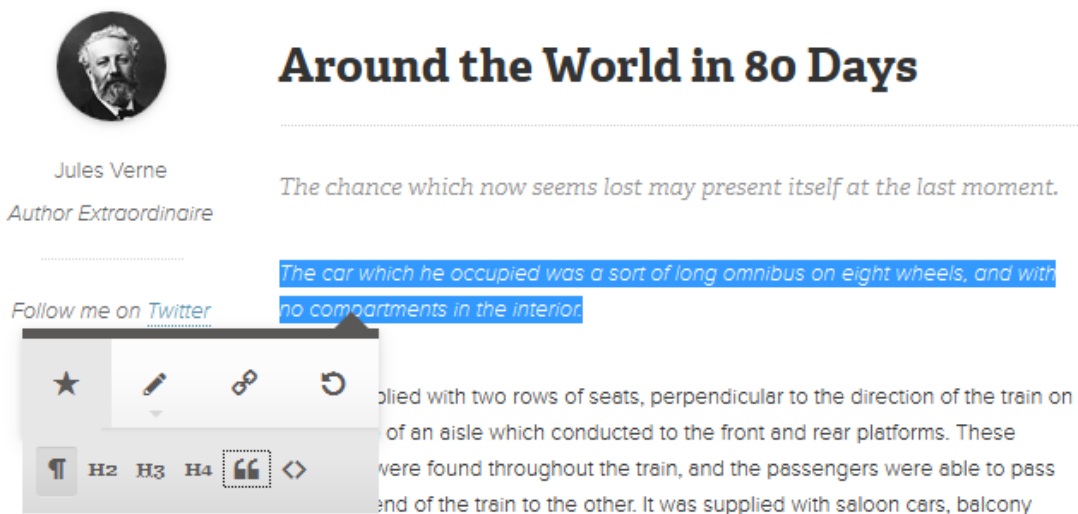 Around the World in 80 Days
Jules Verne
Author Extraordinaire
Follow me on Twitter
The chance which now seems lost may present itself at the last moment.
The car which he occupied was a sort of long omnibus on eight wheels, and with
no compartments in the interior.
plied with two rows of seats, perpendicular to the direction of the train on
of an aisle which conducted to the front and rear platforms. These
were found throughout the train, and the passengers were able to pass
end of the train to the other. It was supplied with saloon cars, balcony
¶ H2 H3 H4 “ <>